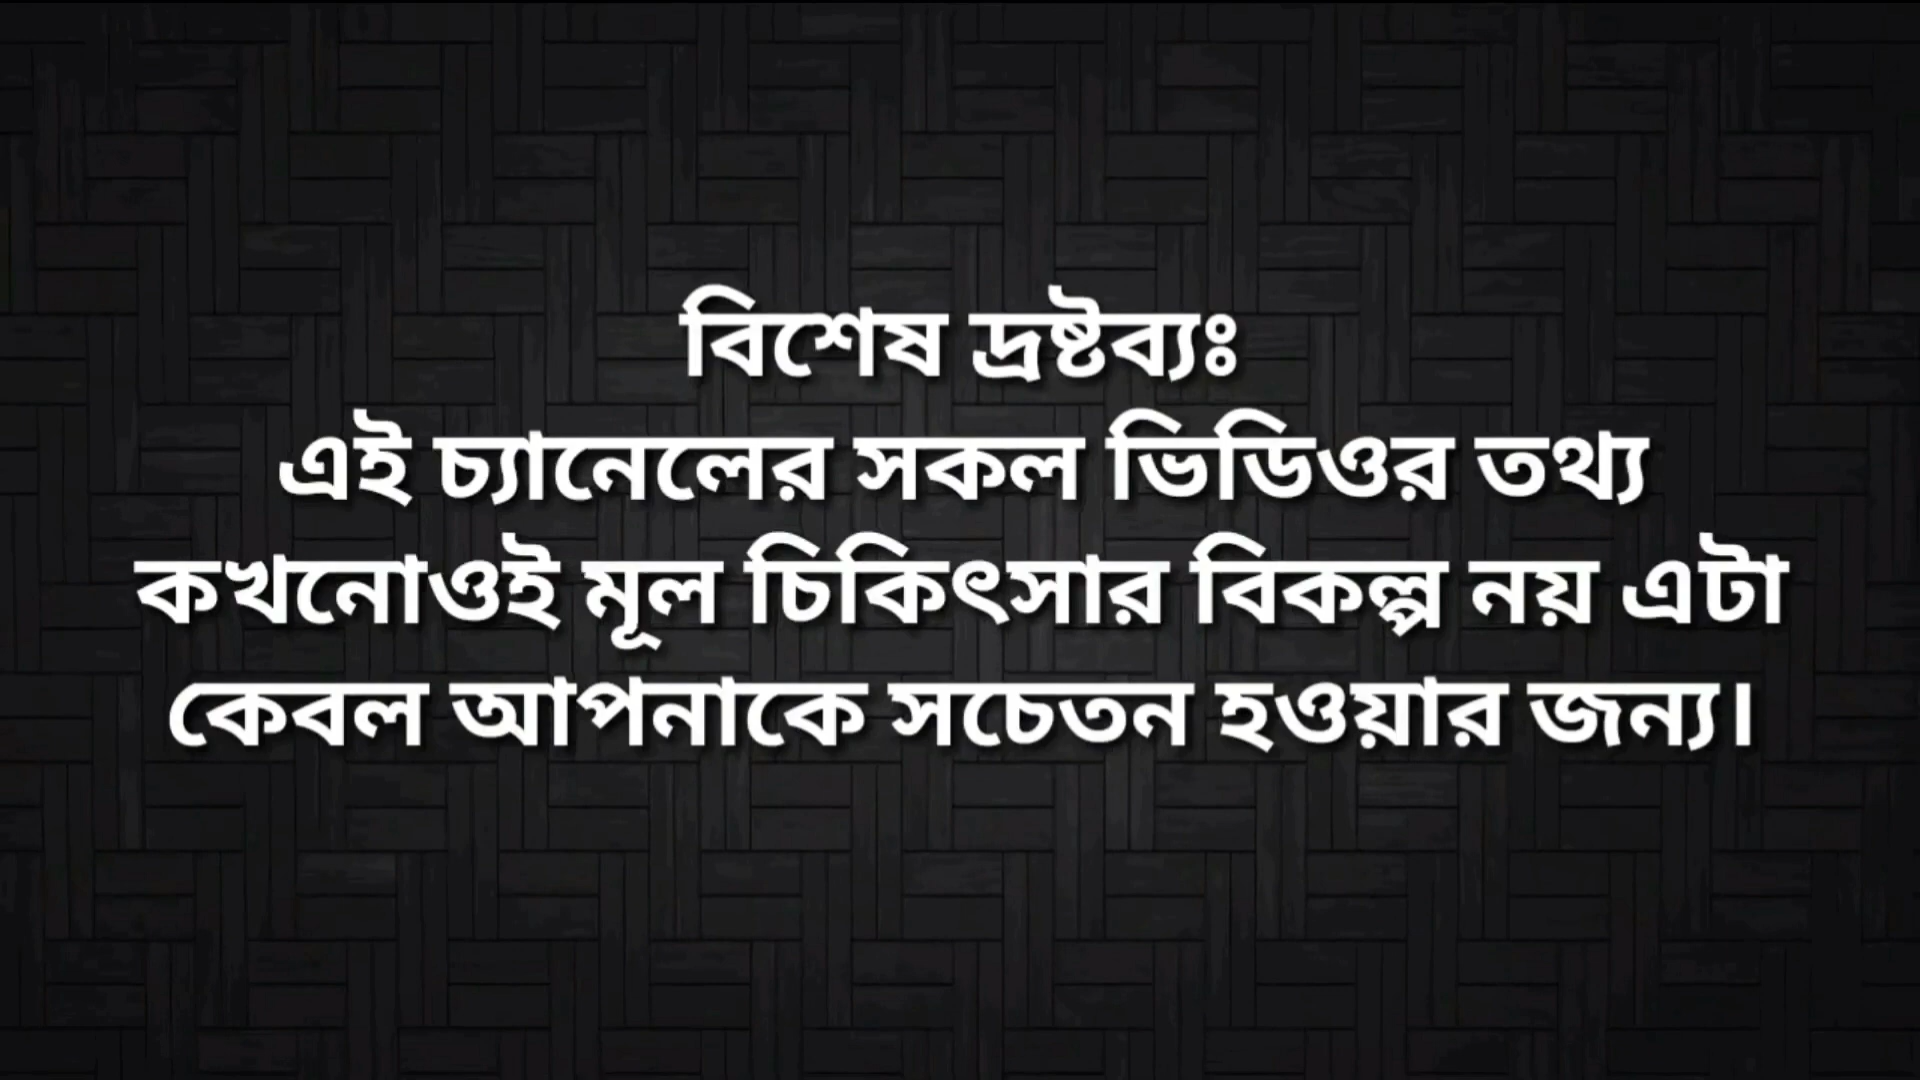 বিশেষ দ্রষ্টব্যঃ
এই চ্যানেলের সকল ভিডিওর তথ্য
কখনোওই মূল চিকিৎসার বিকল্প নয় এটা
কেবল আপনাকে সচেতন হওয়ার জন্য।